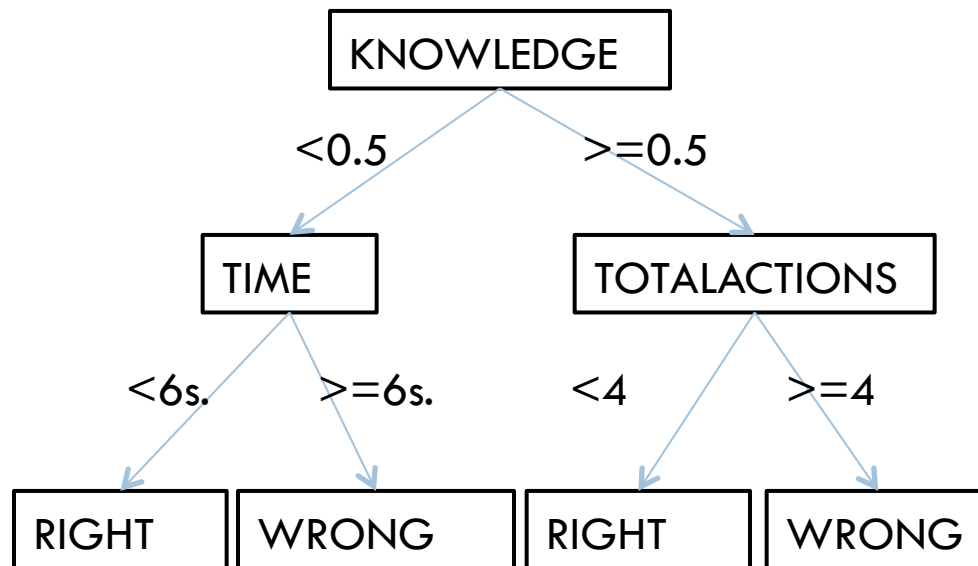 KNOWLEDGE
<0.5 >=0.5
TIME TOTALACTIONS
<6s. >=6s. <4 >=4
RIGHT WRONG RIGHT WRONG